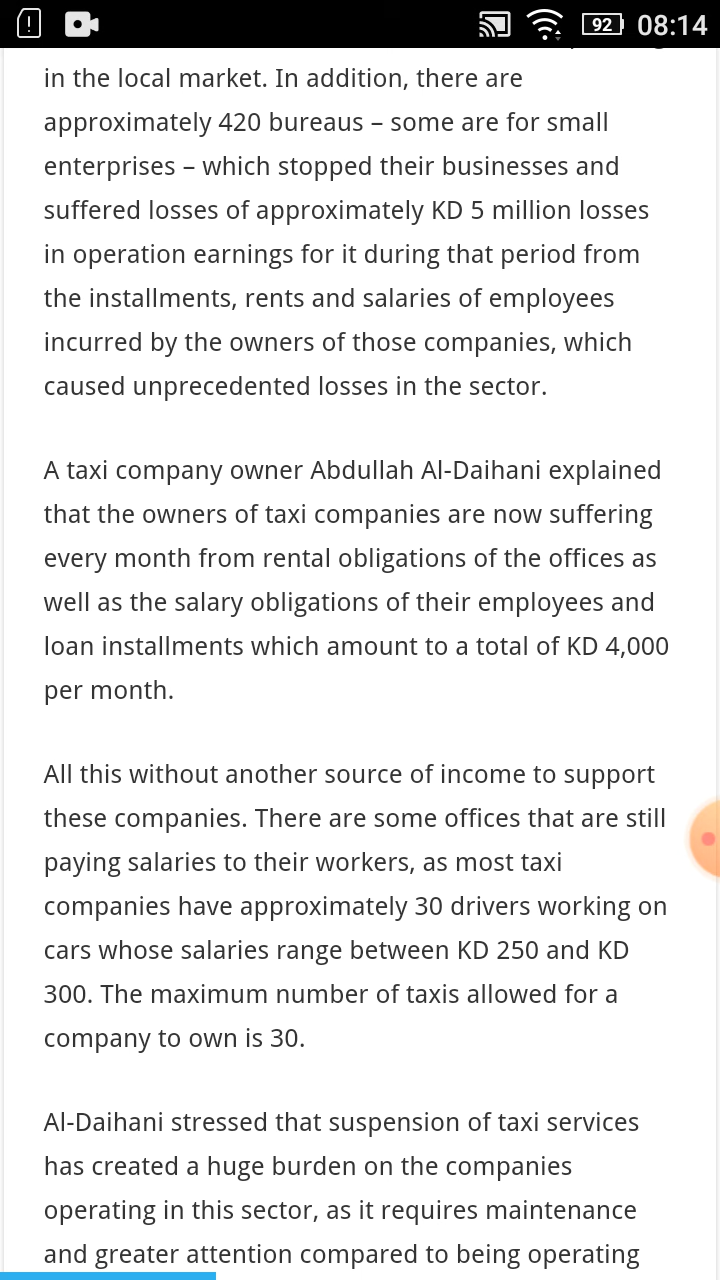 92 08:14
in the local market. In addition, there are
approximately 420 bureaus – some are for small
enterprises – which stopped their businesses and
suffered losses of approximately KD 5 million losses
in operation earnings for it during that period from
the installments, rents and salaries of employees
incurred by the owners of those companies, which
caused unprecedented losses in the sector.
A taxi company owner Abdullah Al-Daihani explained
that the owners of taxi companies are now suffering
every month from rental obligations of the offices as
well as the salary obligations of their employees and
loan installments which amount to a total of KD 4,000
per month.
All this without another source of income to support
these companies. There are some offices that are still
paying salaries to their workers, as most taxi
companies have approximately 30 drivers working on
cars whose salaries range between KD 250 and KD
300. The maximum number of taxis allowed for a
company to own is 30.
Al-Daihani stressed that suspension of taxi services
has created a huge burden on the companies
operating in this sector, as it requires maintenance
and greater attention compared to being operating